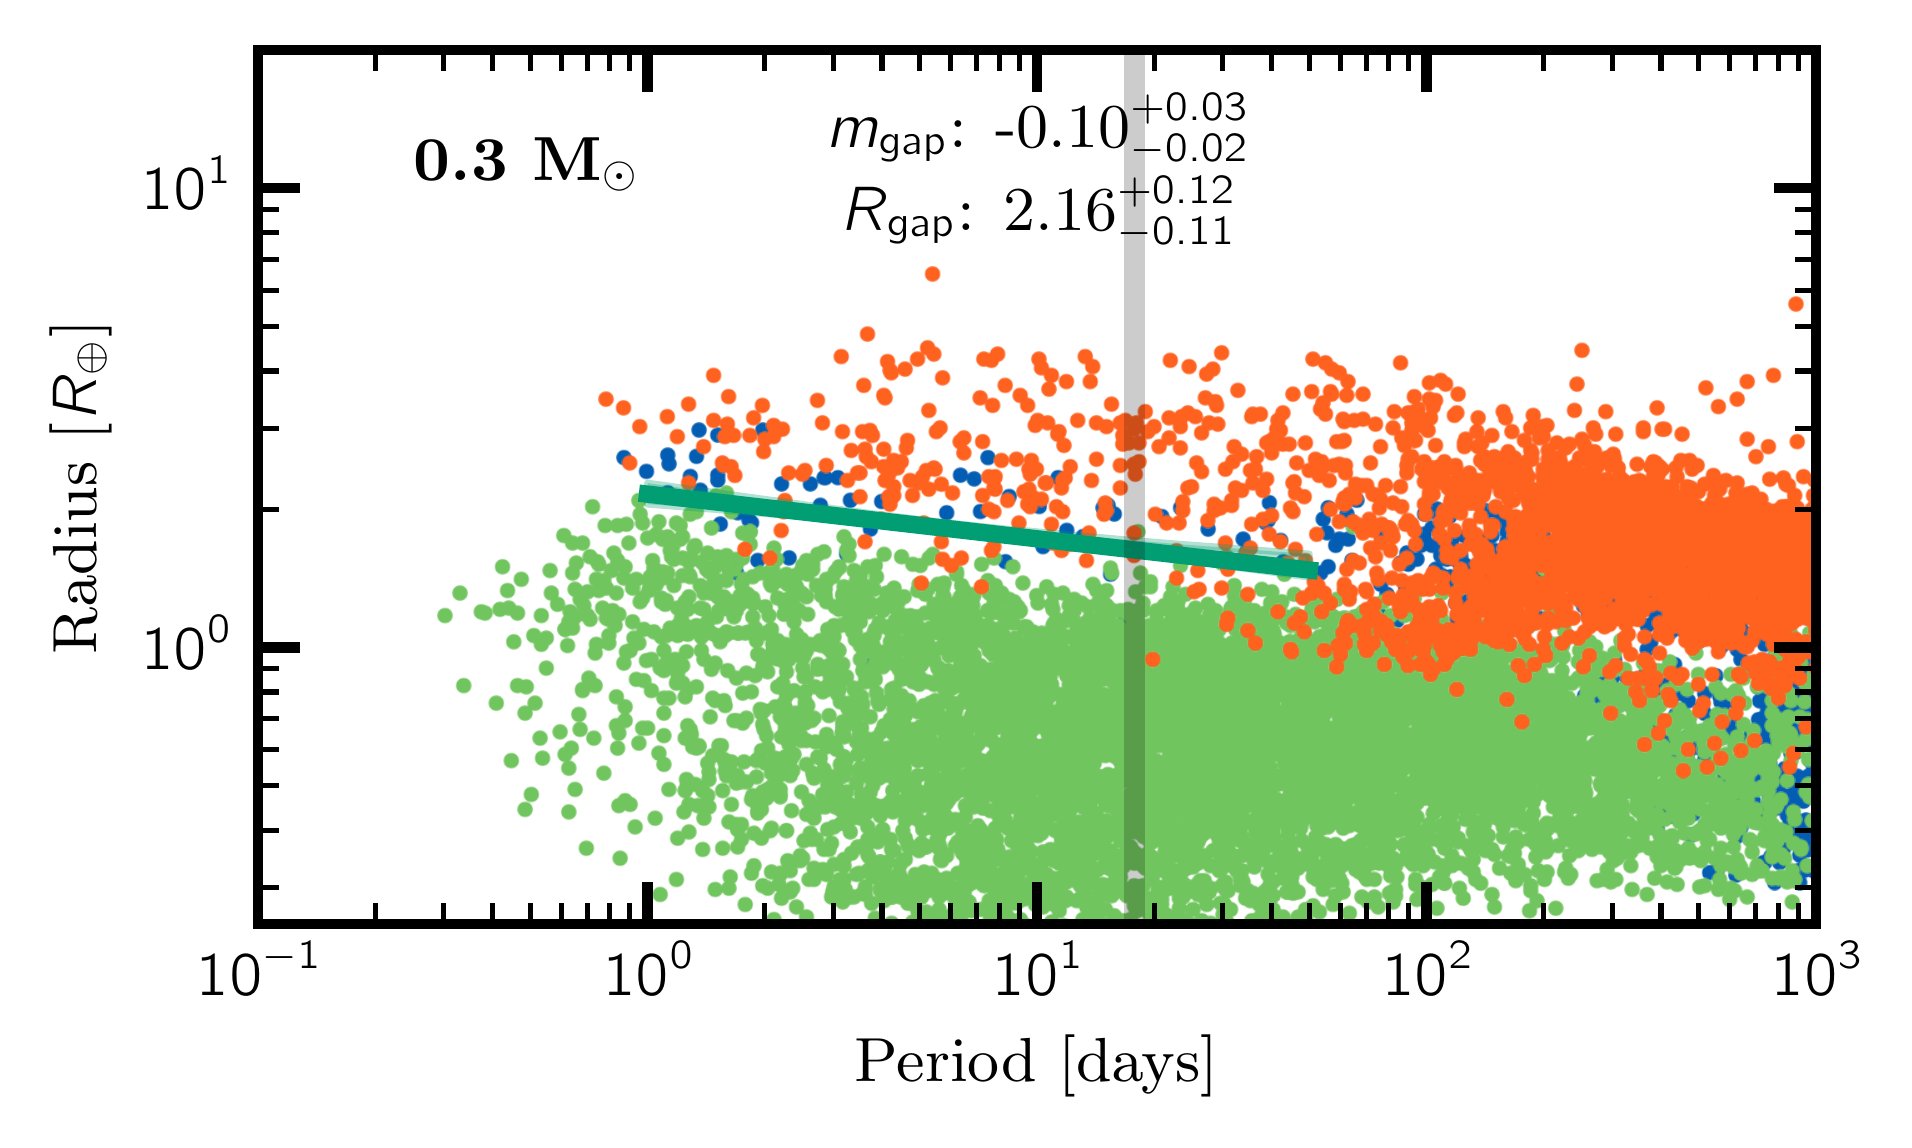 0.3 M☉
m_gap: -0.10^{+0.03}_{-0.02}
R_gap: 2.16^{+0.12}_{-0.11}
10^1
10^0
Radius [R_⊕]
10^{-1} 10^0 10^1 10^2 10^3
Period [days]